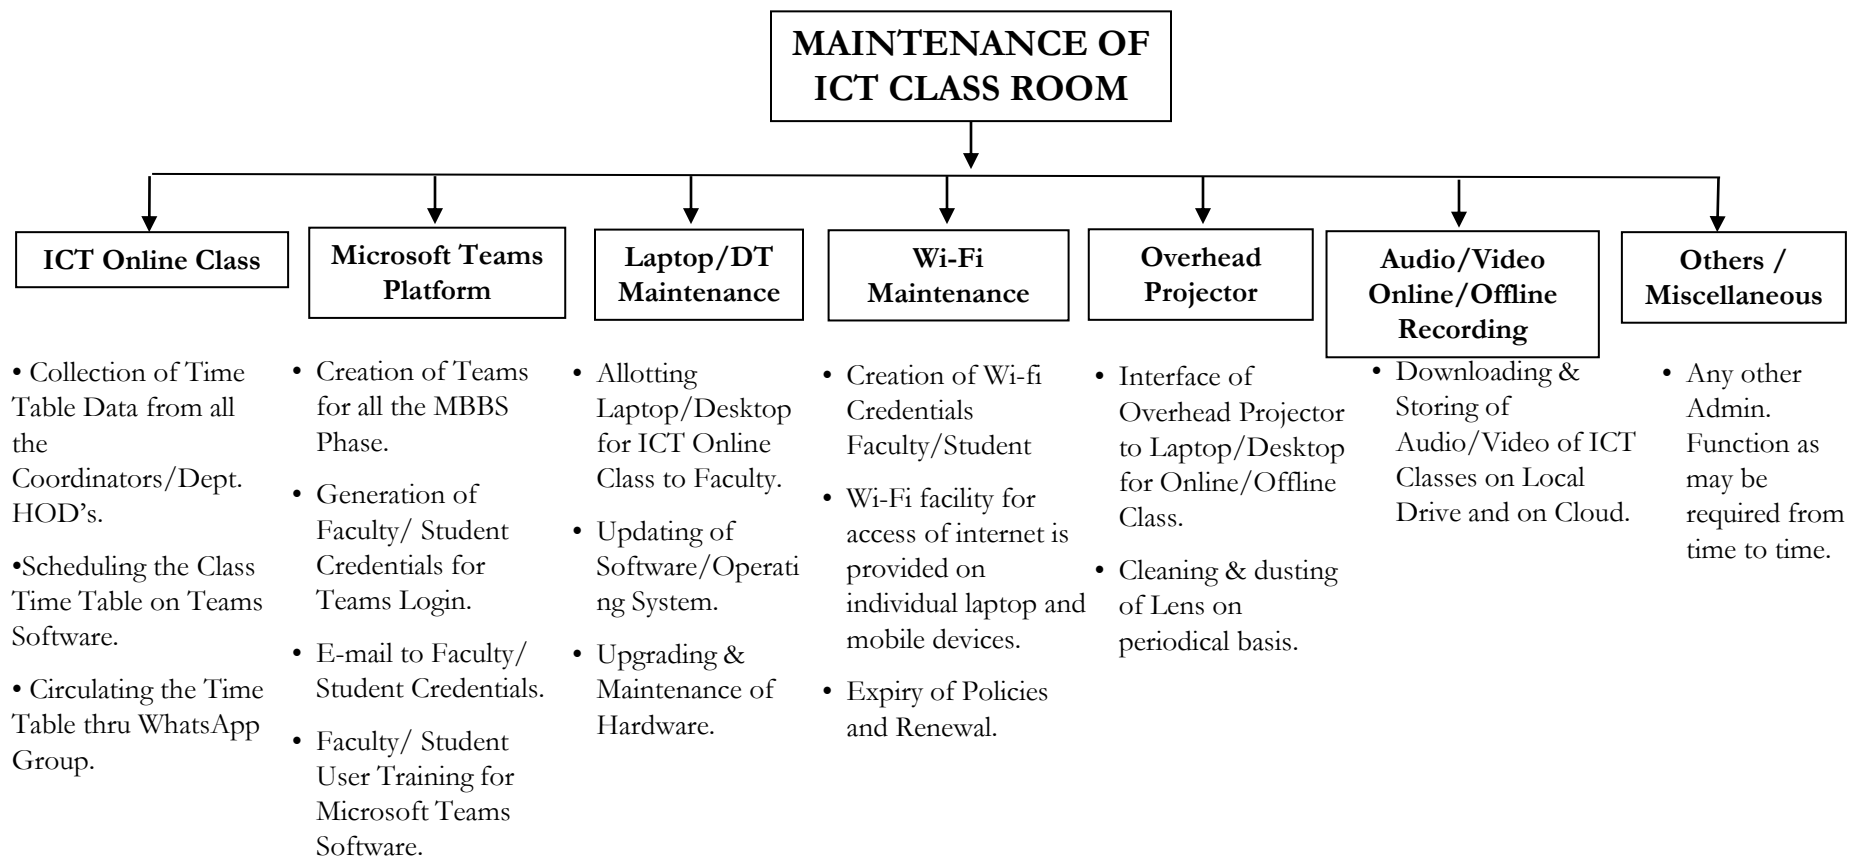 MAINTENANCE OF
ICT CLASS ROOM
ICT Online Class
• Collection of Time
Table Data from all
the
Coordinators/Dept.
HOD’s.
•Scheduling the Class
Time Table on Teams
Software.
• Circulating the Time
Table thru WhatsApp
Group.
Microsoft Teams
Platform
• Creation of Teams
for all the MBBS
Phase.
• Generation of
Faculty/ Student
Credentials for
Teams Login.
• E-mail to Faculty/
Student Credentials.
• Faculty/ Student
User Training for
Microsoft Teams
Software.
Laptop/DT
Maintenance
• Allotting
Laptop/Desktop
for ICT Online
Class to Faculty.
• Updating of
Software/Operati
ng System.
• Upgrading &
Maintenance of
Hardware.
Wi-Fi
Maintenance
• Creation of Wi-fi
Credentials
Faculty/Student
• Wi-Fi facility for
access of internet is
provided on
individual laptop and
mobile devices.
• Expiry of Policies
and Renewal.
Overhead
Projector
• Interface of
Overhead Projector
to Laptop/Desktop
for Online/Offline
Class.
• Cleaning & dusting
of Lens on
periodical basis.
Audio/Video
Online/Offline
Recording
• Downloading &
Storing of
Audio/Video of ICT
Classes on Local
Drive and on Cloud.
Others /
Miscellaneous
• Any other
Admin.
Function as
may be
required from
time to time.